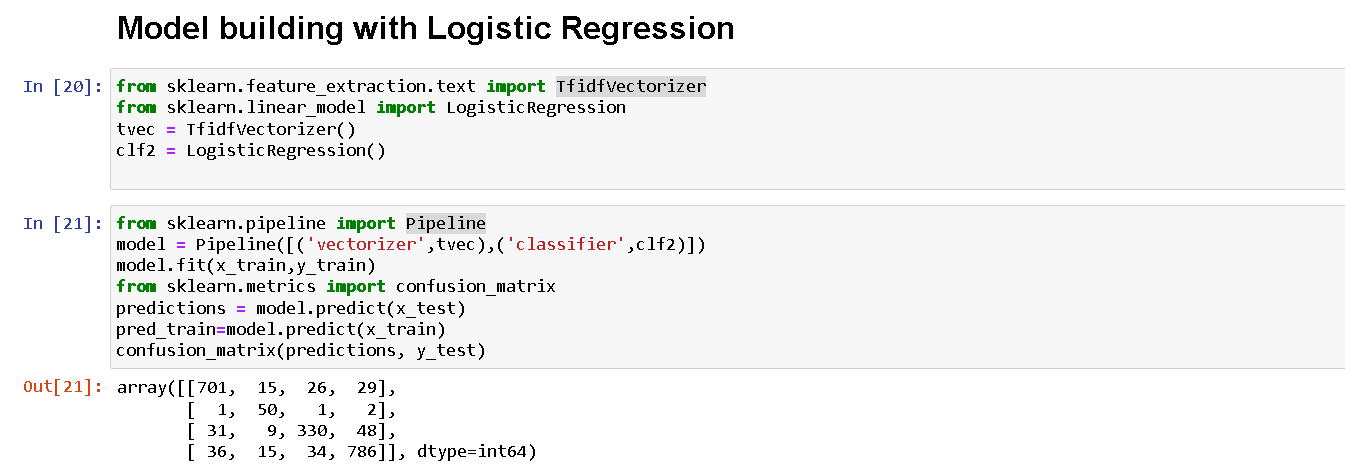 Model building with Logistic Regression
In [20]: from sklearn.feature_extraction.text import TfidfVectorizer
from sklearn.linear_model import LogisticRegression
tvec = TfidfVectorizer()
clf2 = LogisticRegression()
In [21]: from sklearn.pipeline import Pipeline
model = Pipeline([('vectorizer',tvec),('classifier',clf2)])
model.fit(x_train,y_train)
from sklearn.metrics import confusion_matrix
predictions = model.predict(x_test)
pred_train=model.predict(x_train)
confusion_matrix(predictions, y_test)
Out[21]: array([[701,  15,  26,  29],
[  1,  50,   1,   2],
[ 31,   9, 330,  48],
[ 36,  15,  34, 786]], dtype=int64)